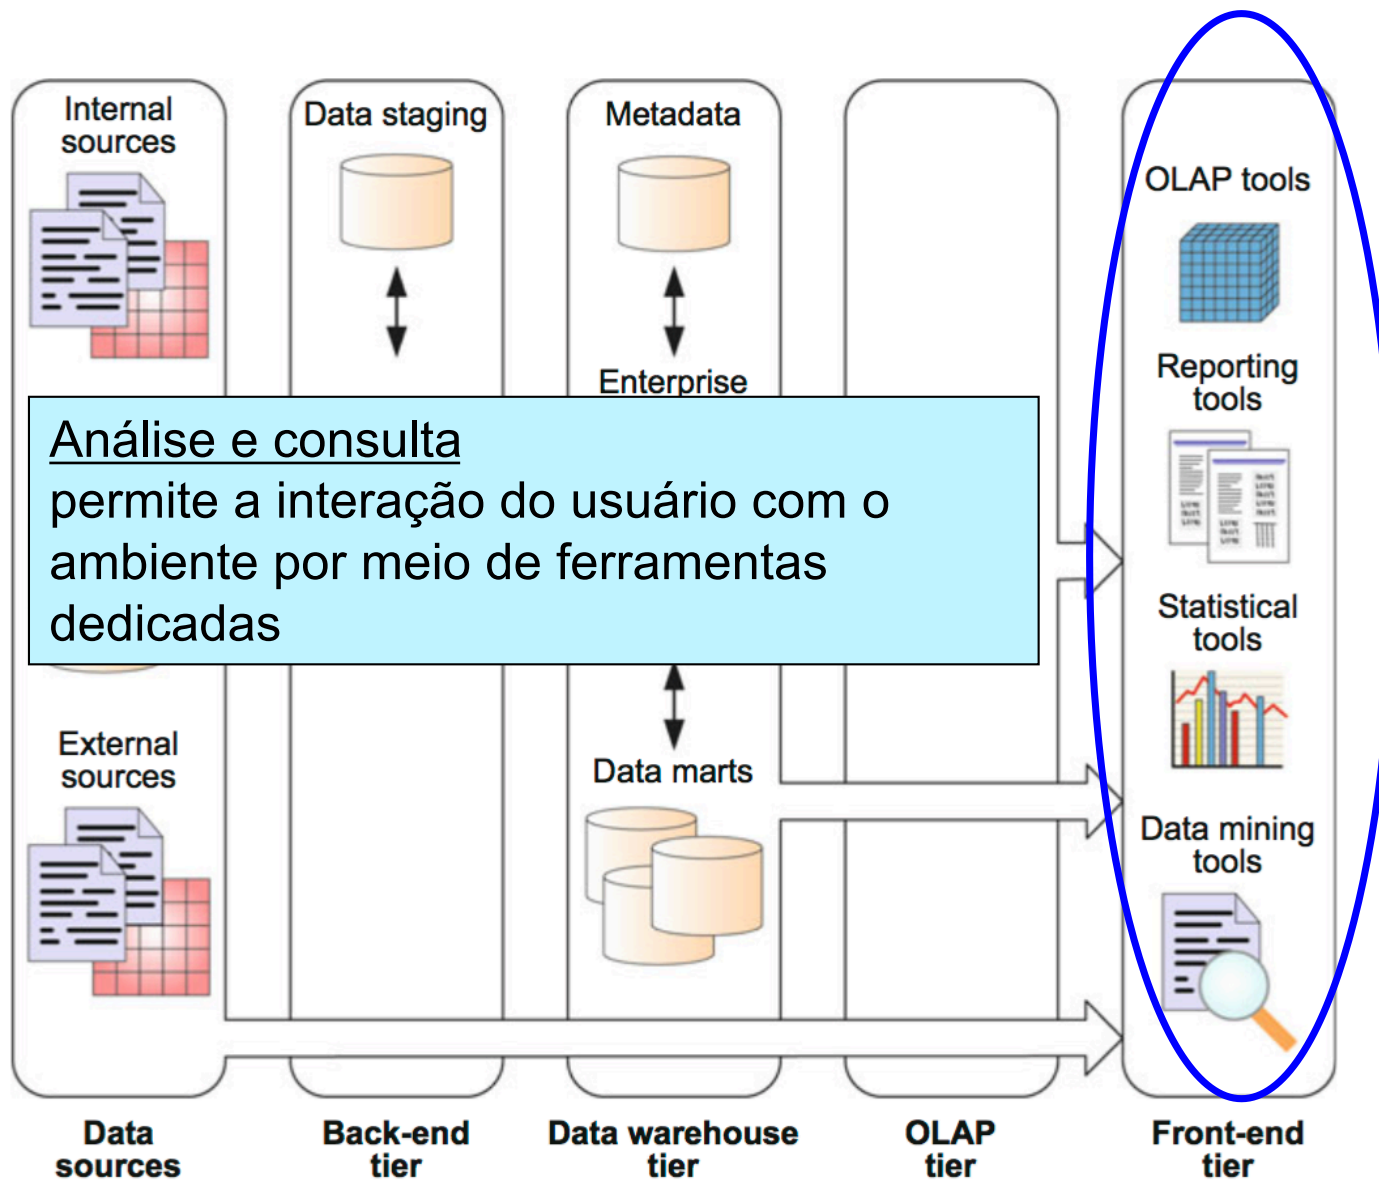 Internal
sources
Data staging
Metadata
OLAP tools
Reporting
tools
Enterprise
Análise e consulta
permite a interação do usuário com o
ambiente por meio de ferramentas
dedicadas
Statistical
tools
External
sources
Data marts
Data mining
tools
Data
sources
Back-end
tier
Data warehouse
tier
OLAP
tier
Front-end
tier